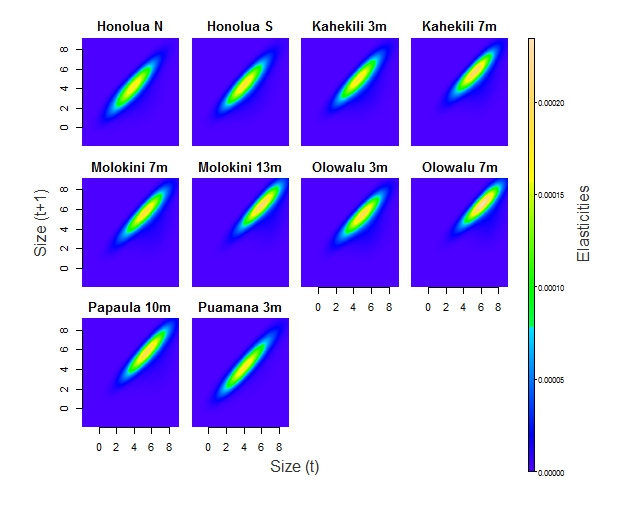 Honolua N Honolua S Kahekili 3m Kahekili 7m
8
6
4
2
0
Molokini 7m Molokini 13m Olowalu 3m Olowalu 7m
8
6
4
2
0
0 2 4 6 8 0 2 4 6 8
Papaula 10m Puamana 3m
8
6
4
2
0
0 2 4 6 8 0 2 4 6 8
Size (t+1)
Size (t)
0.00020
0.00015
0.00010
0.00005
0.00000
Elasticities